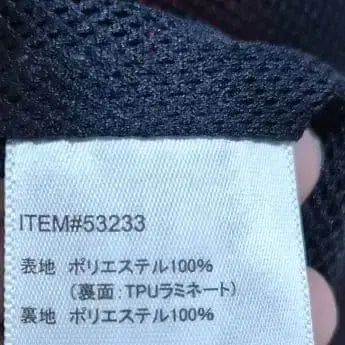 ITEM#53233
表地 ポリエステル100%
(裏面:TPUラミネート)
裏地 ポリエステル100%